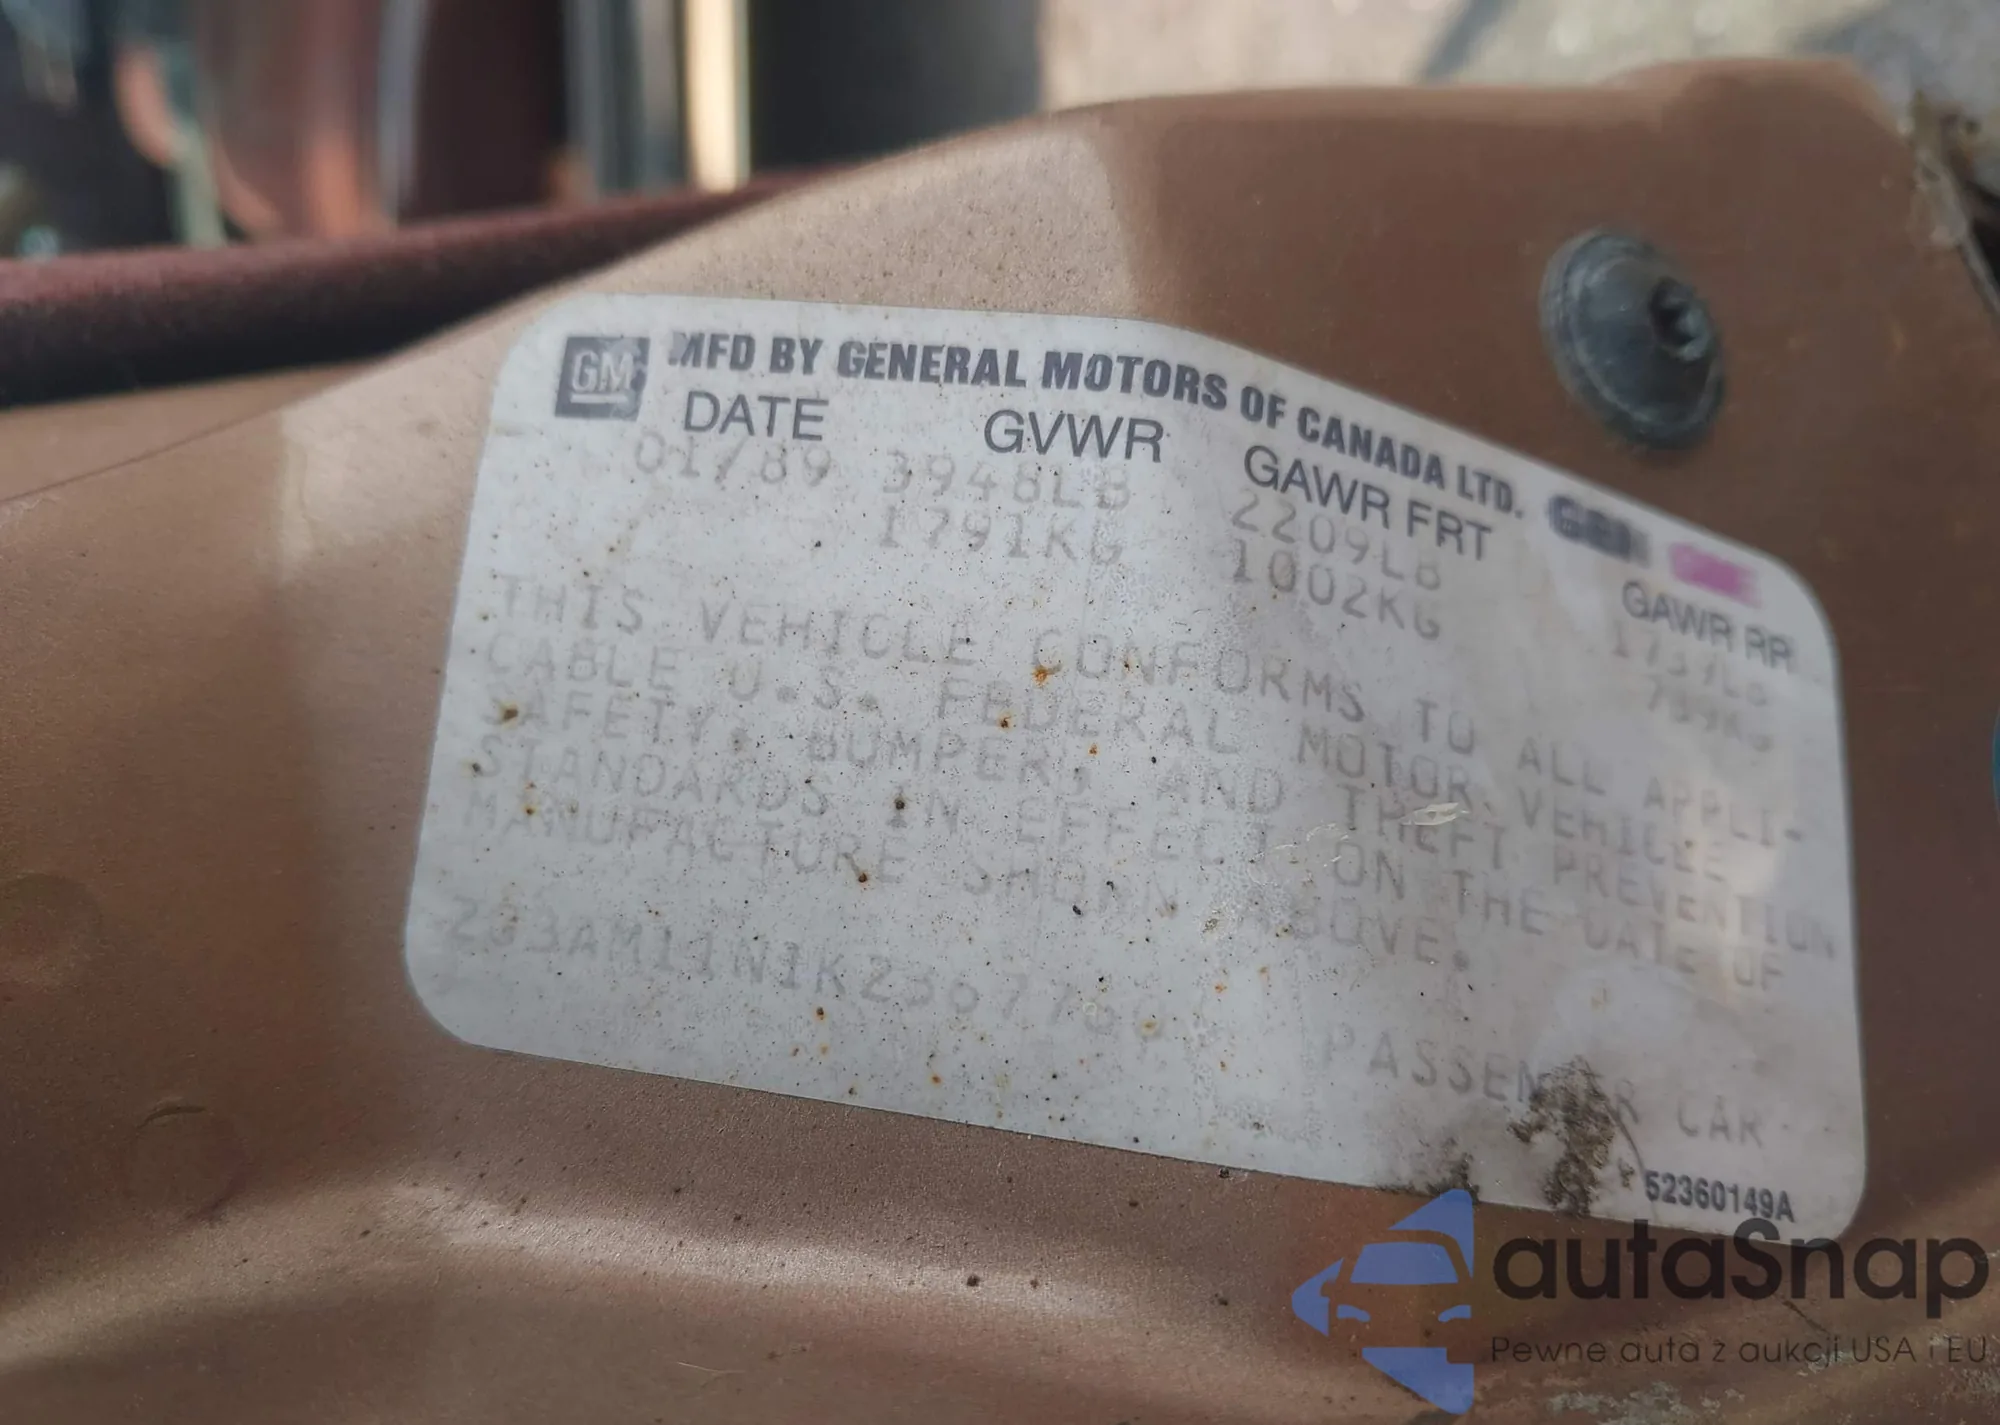 GM MFD BY GENERAL MOTORS OF CANADA LTD.
DATE GVWR GAWR FRT GAWR RR
01/89 3948LB 2209LB 1739LB
1791KG 1002KG 789KG
THIS VEHICLE CONFORMS TO ALL APPLI-
CABLE U.S. FEDERAL MOTOR VEHICLE
SAFETY, BUMPER, AND THEFT PREVENTION
STANDARDS IN EFFECT ON THE DATE OF
MANUFACTURE SHOWN ABOVE.
PASSENGER CAR
52360149A
autaSnap
Pewne auta z aukcji USA i EU